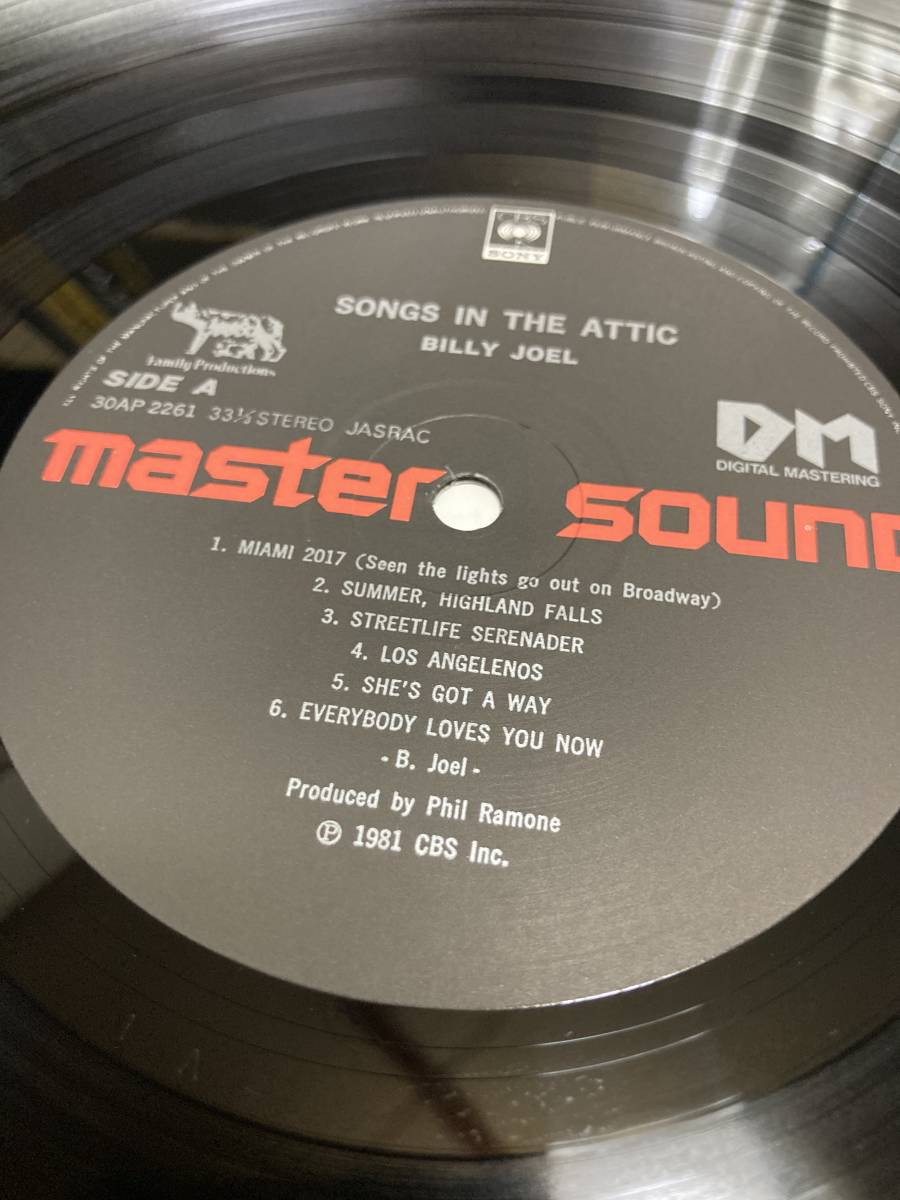 CBS
SONY
SONGS IN THE ATTIC
BILLY JOEL
Family Productions
SIDE A
30AP 2261 33⅓ STEREO JASRAC
DM
DIGITAL MASTERING
master sound
1. MIAMI 2017 (Seen the lights go out on Broadway)
2. SUMMER, HIGHLAND FALLS
3. STREETLIFE SERENADER
4. LOS ANGELENOS
5. SHE'S GOT A WAY
6. EVERYBODY LOVES YOU NOW
- B. Joel -
Produced by Phil Ramone
℗ 1981 CBS Inc.